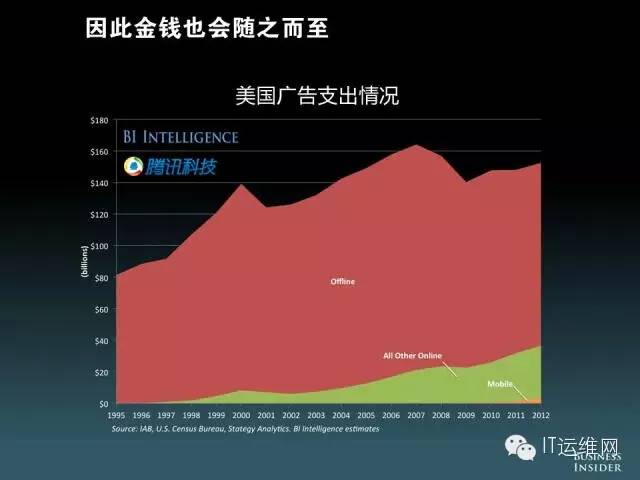 因此金钱也会随之而至
美国广告支出情况
$180
BI INTELLIGENCE
$160
腾讯科技
$140
$120
$100
(billions)
$80
Offline
$60
$40
All Other Online
$20
Mobile
$0
1995 1996 1997 1998 1999 2000 2001 2002 2003 2004 2005 2006 2007 2008 2009 2010 2011 2012
Source: IAB, U.S. Census Bureau, Stategy Analytics. BI Intelligence estimates
IT运维网
BUSINESS
INSIDER